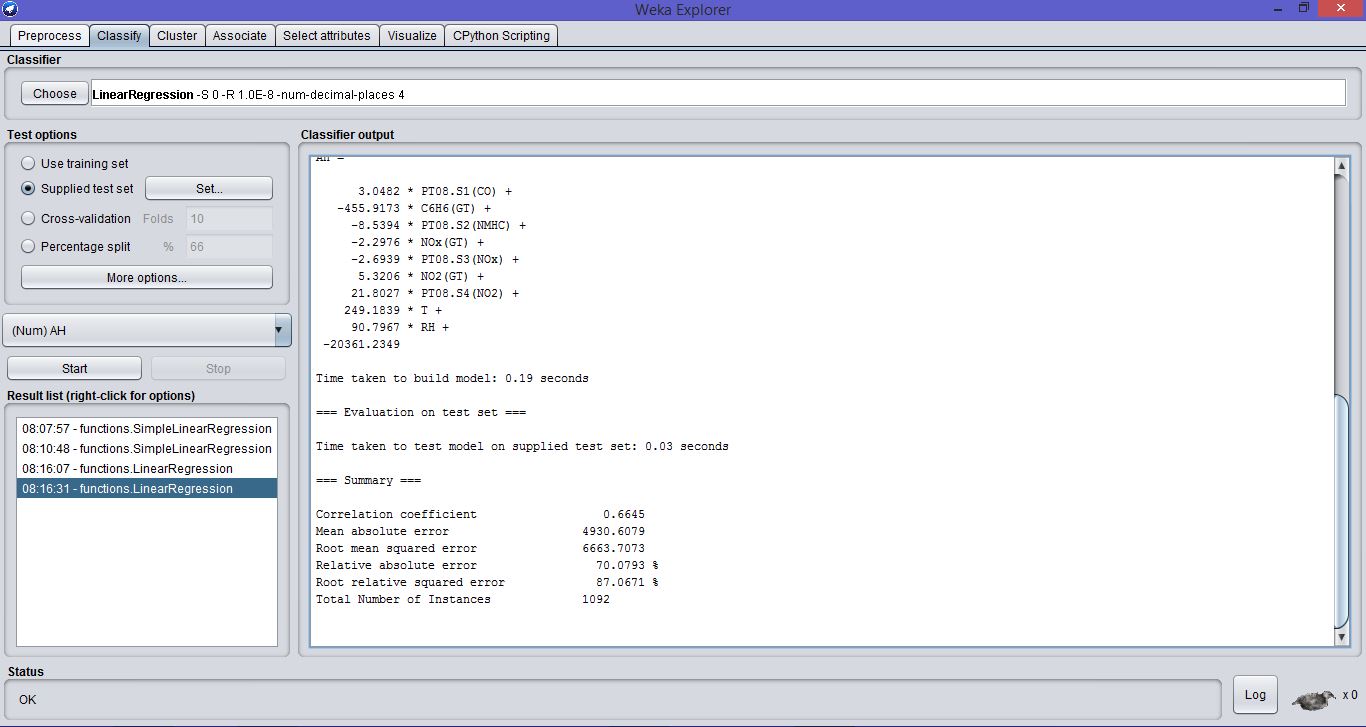 Weka Explorer
Preprocess Classify Cluster Associate Select attributes Visualize CPython Scripting
Classifier
Choose LinearRegression -S 0 -R 1.0E-8 -num-decimal-places 4
Test options
Use training set
Supplied test set Set...
Cross-validation Folds 10
Percentage split % 66
More options...
(Num) AH
Start Stop
Result list (right-click for options)
08:07:57 - functions.SimpleLinearRegression
08:10:48 - functions.SimpleLinearRegression
08:16:07 - functions.LinearRegression
08:16:31 - functions.LinearRegression
Classifier output
AH =
3.0482 * PT08.S1(CO) +
-455.9173 * C6H6(GT) +
-8.5394 * PT08.S2(NMHC) +
-2.2976 * NOx(GT) +
-2.6939 * PT08.S3(NOx) +
5.3206 * NO2(GT) +
21.8027 * PT08.S4(NO2) +
249.1839 * T +
90.7967 * RH +
-20361.2349
Time taken to build model: 0.19 seconds
=== Evaluation on test set ===
Time taken to test model on supplied test set: 0.03 seconds
=== Summary ===
Correlation coefficient 0.6645
Mean absolute error 4930.6079
Root mean squared error 6663.7073
Relative absolute error 70.0793 %
Root relative squared error 87.0671 %
Total Number of Instances 1092
Status
OK
Log x 0